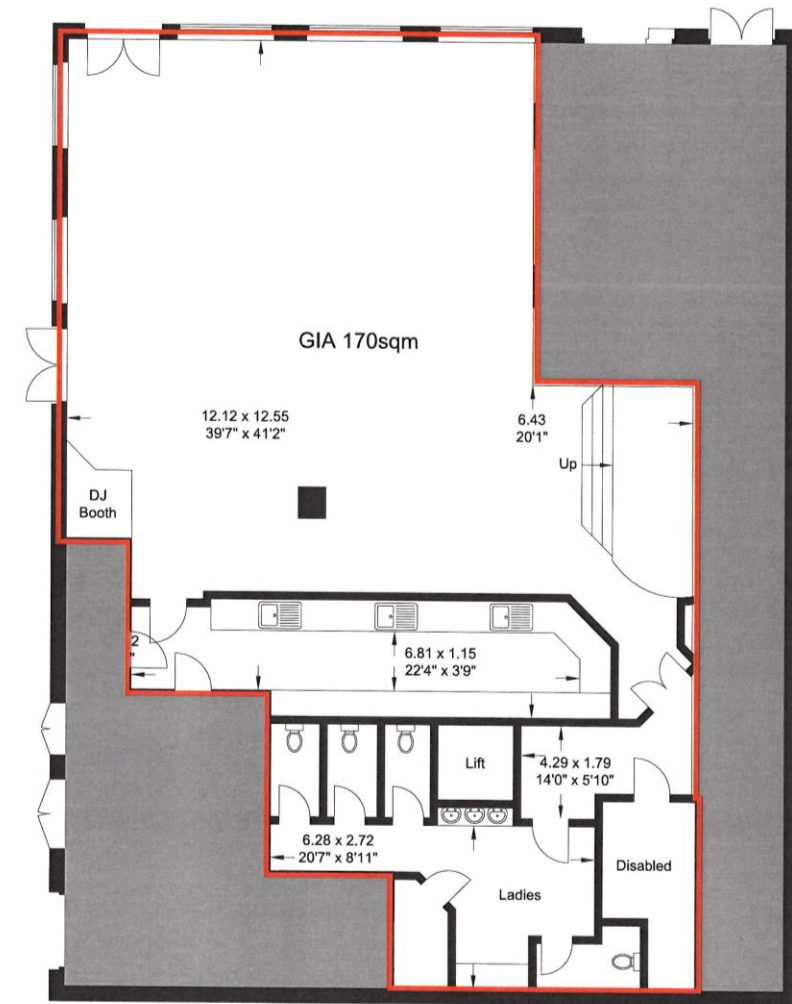 GIA 170sqm
12.12 x 12.55
39'7" x 41'2"
6.43
20'1"
Up
DJ
Booth
2
"
6.81 x 1.15
22'4" x 3'9"
Lift
4.29 x 1.79
14'0" x 5'10"
6.28 x 2.72
20'7" x 8'11"
Disabled
Ladies